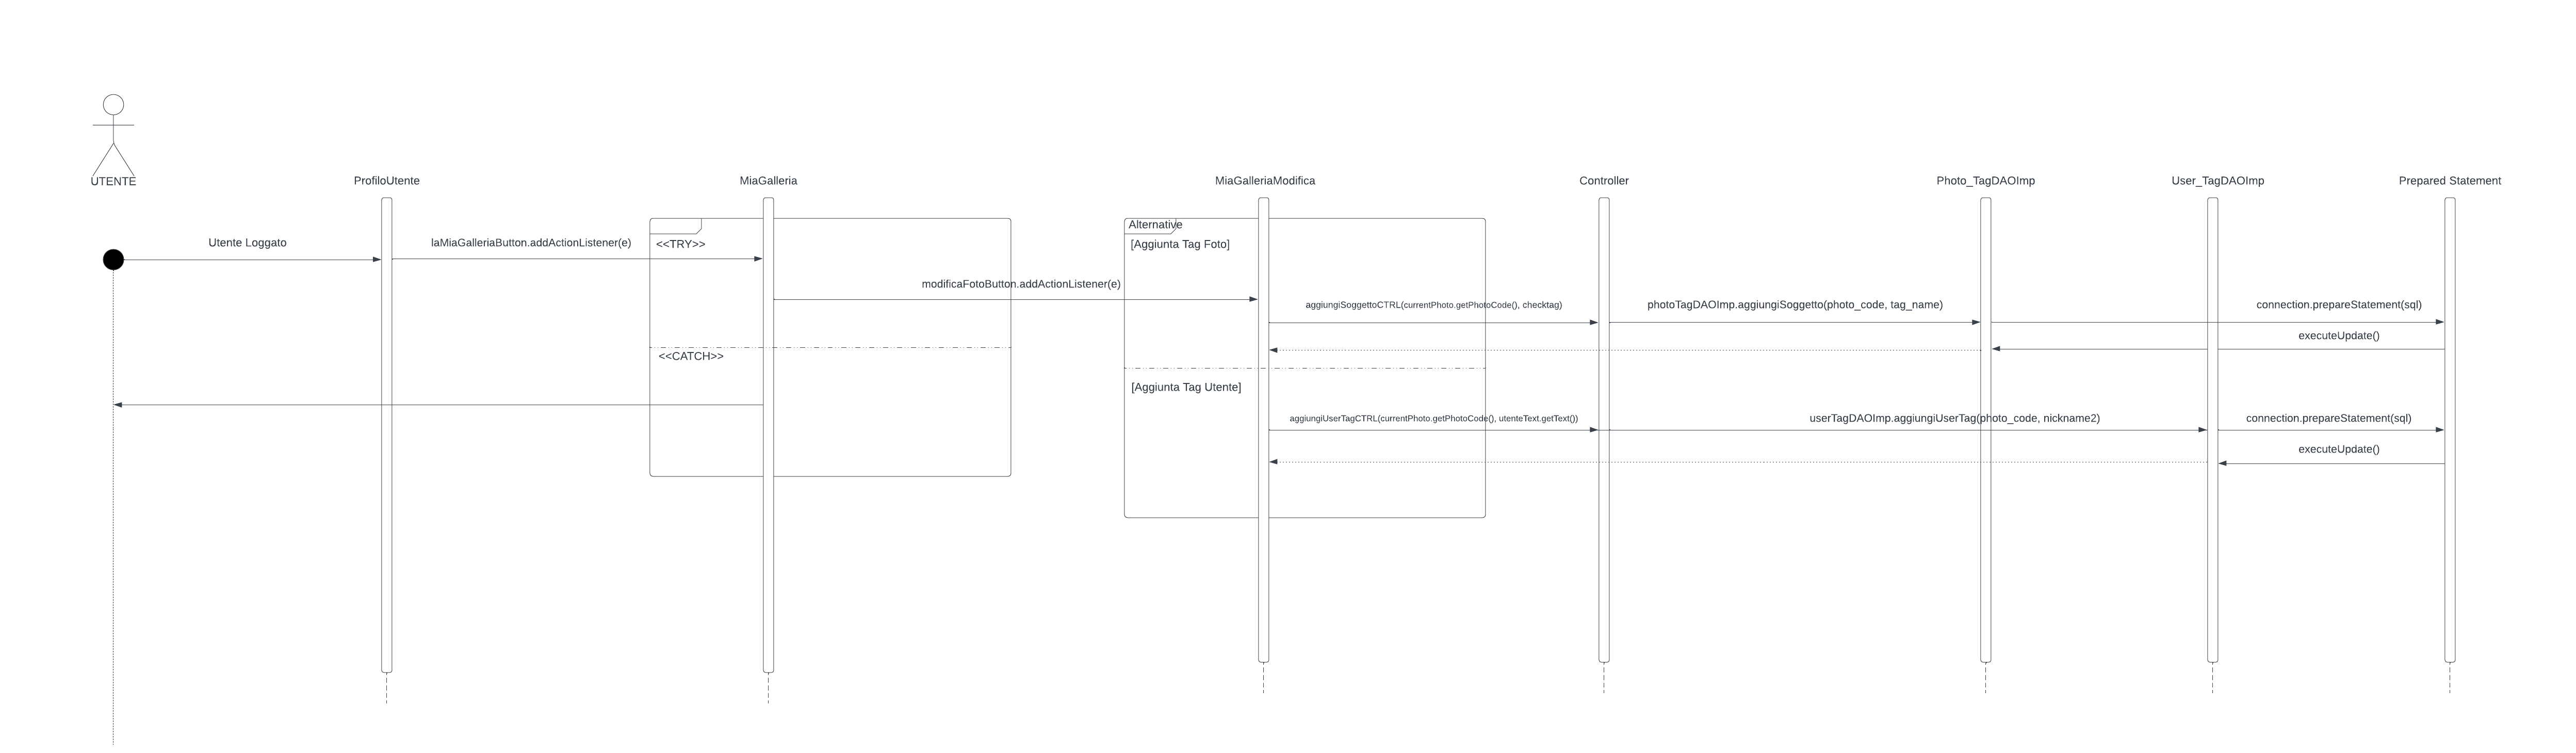 UTENTE
ProfiloUtente
MiaGalleria
MiaGalleriaModifica
Controller
Photo_TagDAOImp
User_TagDAOImp
Prepared Statement
Alternative
Utente Loggato
laMiaGalleriaButton.addActionListener(e)
<<TRY>>
[Aggiunta Tag Foto]
modificaFotoButton.addActionListener(e)
aggiungiSoggettoCTRL(currentPhoto.getPhotoCode(), checktag)
photoTagDAOImp.aggiungiSoggetto(photo_code, tag_name)
connection.prepareStatement(sql)
executeUpdate()
<<CATCH>>
[Aggiunta Tag Utente]
aggiungiUserTagCTRL(currentPhoto.getPhotoCode(), utenteText.getText())
userTagDAOImp.aggiungiUserTag(photo_code, nickname2)
connection.prepareStatement(sql)
executeUpdate()